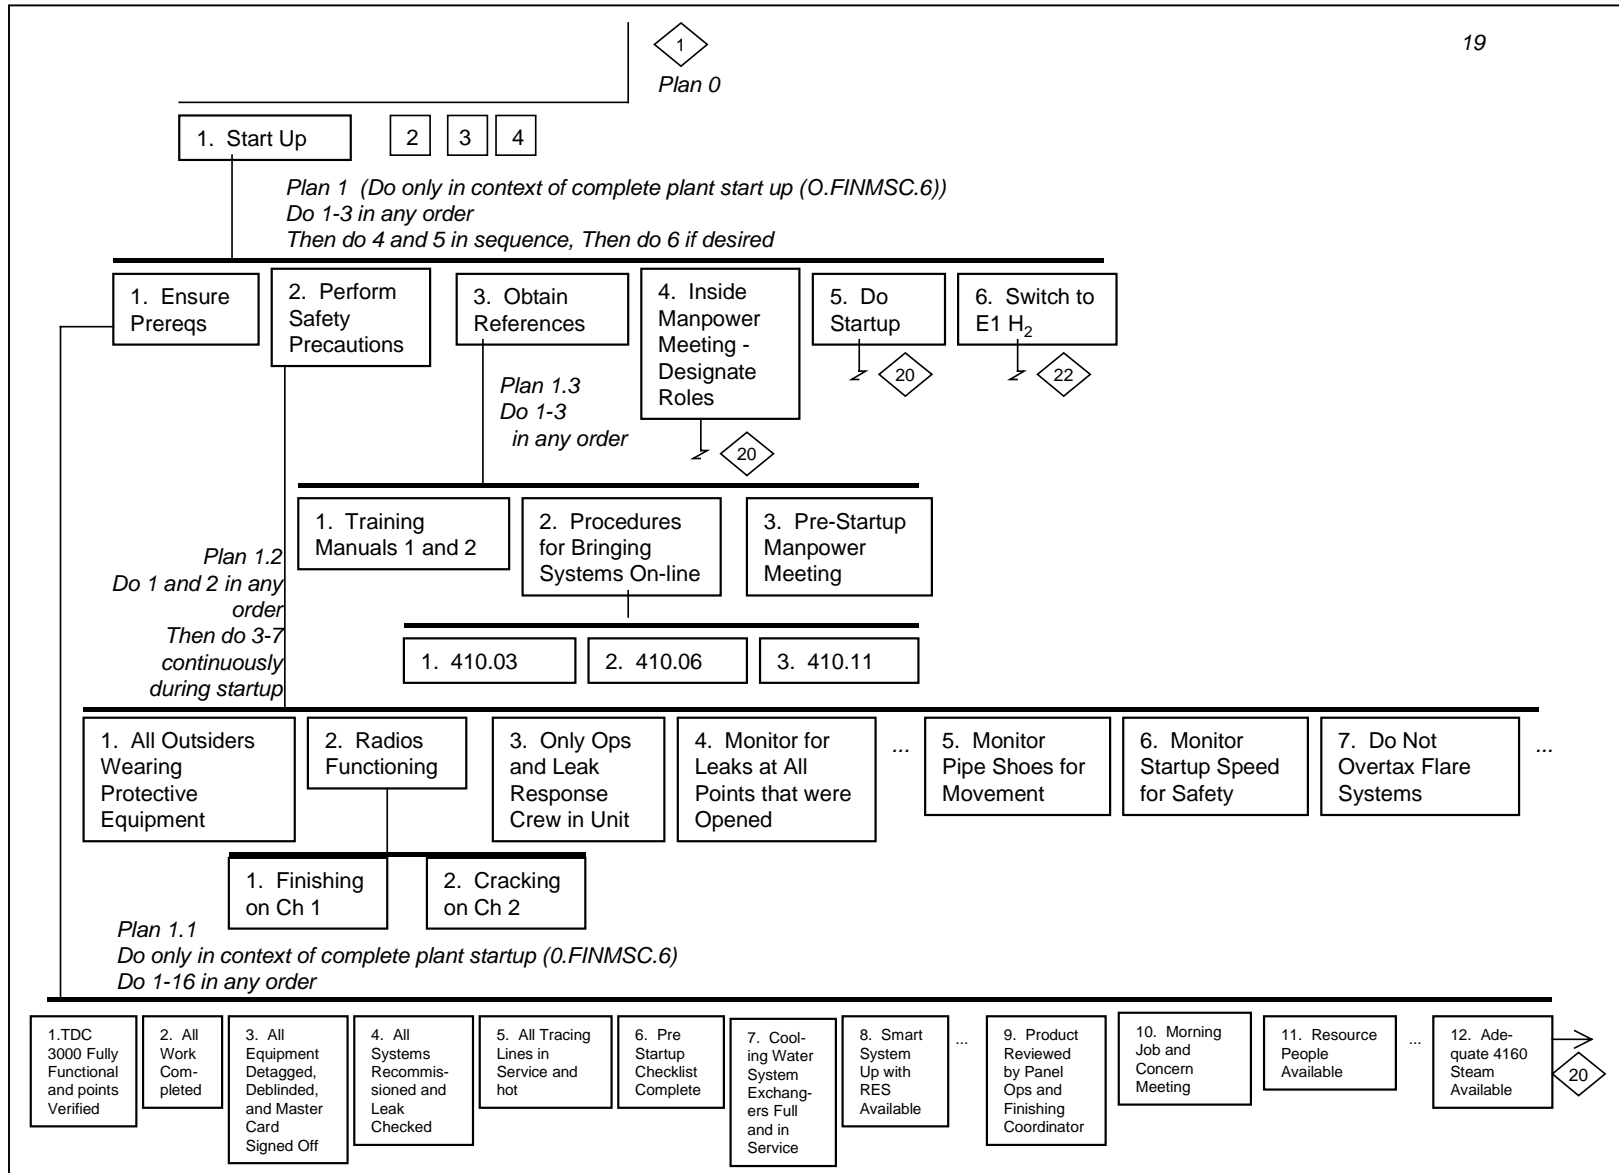 1
19
Plan 0
1. Start Up
2
3
4
Plan 1 (Do only in context of complete plant start up (O.FINMSC.6))
Do 1-3 in any order
Then do 4 and 5 in sequence, Then do 6 if desired
1. Ensure
Prereqs
2. Perform
Safety
Precautions
3. Obtain
References
4. Inside
Manpower
Meeting -
Designate
Roles
5. Do
Startup
6. Switch to
E1 H2
20
22
20
Plan 1.3
Do 1-3
in any order
1. Training
Manuals 1 and 2
2. Procedures
for Bringing
Systems On-line
3. Pre-Startup
Manpower
Meeting
Plan 1.2
Do 1 and 2 in any
order
Then do 3-7
continuously
during startup
1. 410.03
2. 410.06
3. 410.11
1. All Outsiders
Wearing
Protective
Equipment
2. Radios
Functioning
3. Only Ops
and Leak
Response
Crew in Unit
4. Monitor for
Leaks at All
Points that were
Opened
...
5. Monitor
Pipe Shoes for
Movement
6. Monitor
Startup Speed
for Safety
7. Do Not
Overtax Flare
Systems
...
1. Finishing
on Ch 1
2. Cracking
on Ch 2
Plan 1.1
Do only in context of complete plant startup (0.FINMSC.6)
Do 1-16 in any order
1.TDC
3000 Fully
Functional
and points
Verified
2. All
Work
Com-
pleted
3. All
Equipment
Detagged,
Deblinded,
and Master
Card
Signed Off
4. All
Systems
Recommis-
sioned and
Leak
Checked
5. All Tracing
Lines in
Service and
hot
6. Pre
Startup
Checklist
Complete
7. Cool-
ing Water
System
Exchang-
ers Full
and in
Service
8. Smart
System
Up with
RES
Available
...
9. Product
Reviewed
by Panel
Ops and
Finishing
Coordinator
10. Morning
Job and
Concern
Meeting
11. Resource
People
Available
...
12. Ade-
quate 4160
Steam
Available
20